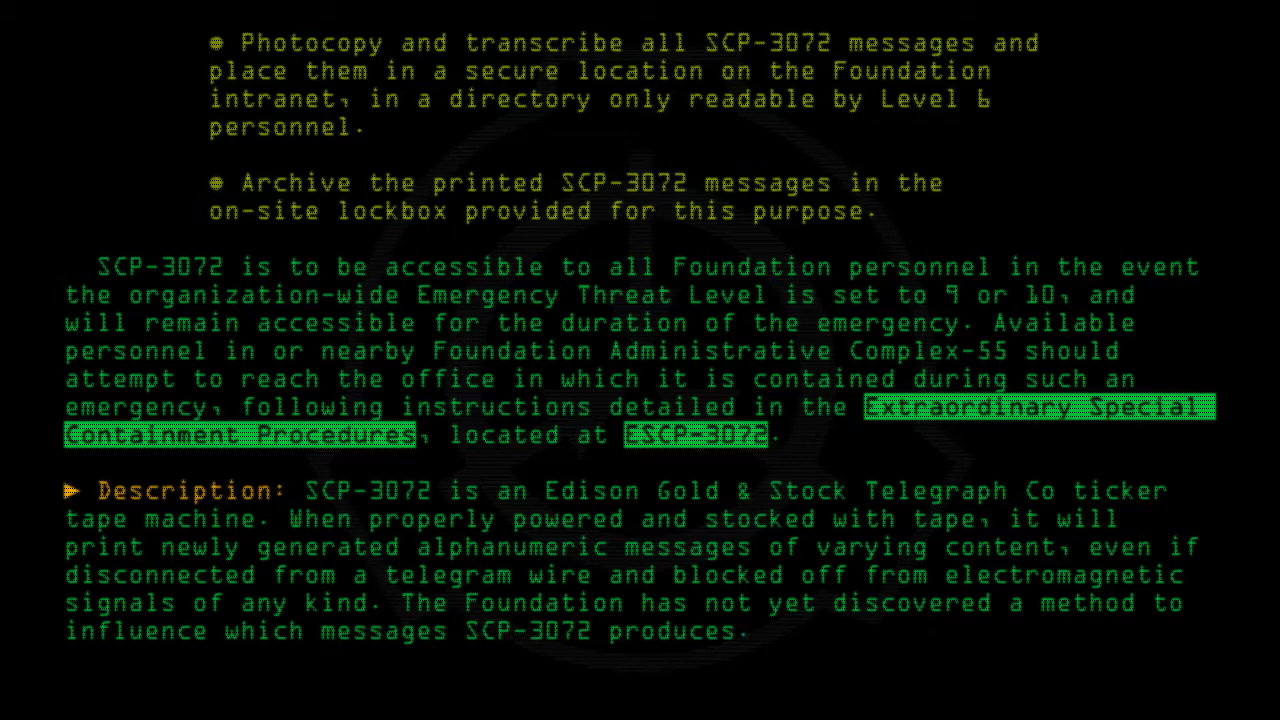 ● Photocopy and transcribe all SCP-3072 messages and
place them in a secure location on the Foundation
intranet, in a directory only readable by Level 6
personnel.
● Archive the printed SCP-3072 messages in the
on-site lockbox provided for this purpose.
SCP-3072 is to be accessible to all Foundation personnel in the event
the organization-wide Emergency Threat Level is set to 9 or 10, and
will remain accessible for the duration of the emergency. Available
personnel in or nearby Foundation Administrative Complex-55 should
attempt to reach the office in which it is contained during such an
emergency, following instructions detailed in the Extraordinary Special
Containment Procedures, located at ESCP-3072.
► Description: SCP-3072 is an Edison Gold & Stock Telegraph Co ticker
tape machine. When properly powered and stocked with tape, it will
print newly generated alphanumeric messages of varying content, even if
disconnected from a telegram wire and blocked off from electromagnetic
signals of any kind. The Foundation has not yet discovered a method to
influence which messages SCP-3072 produces.